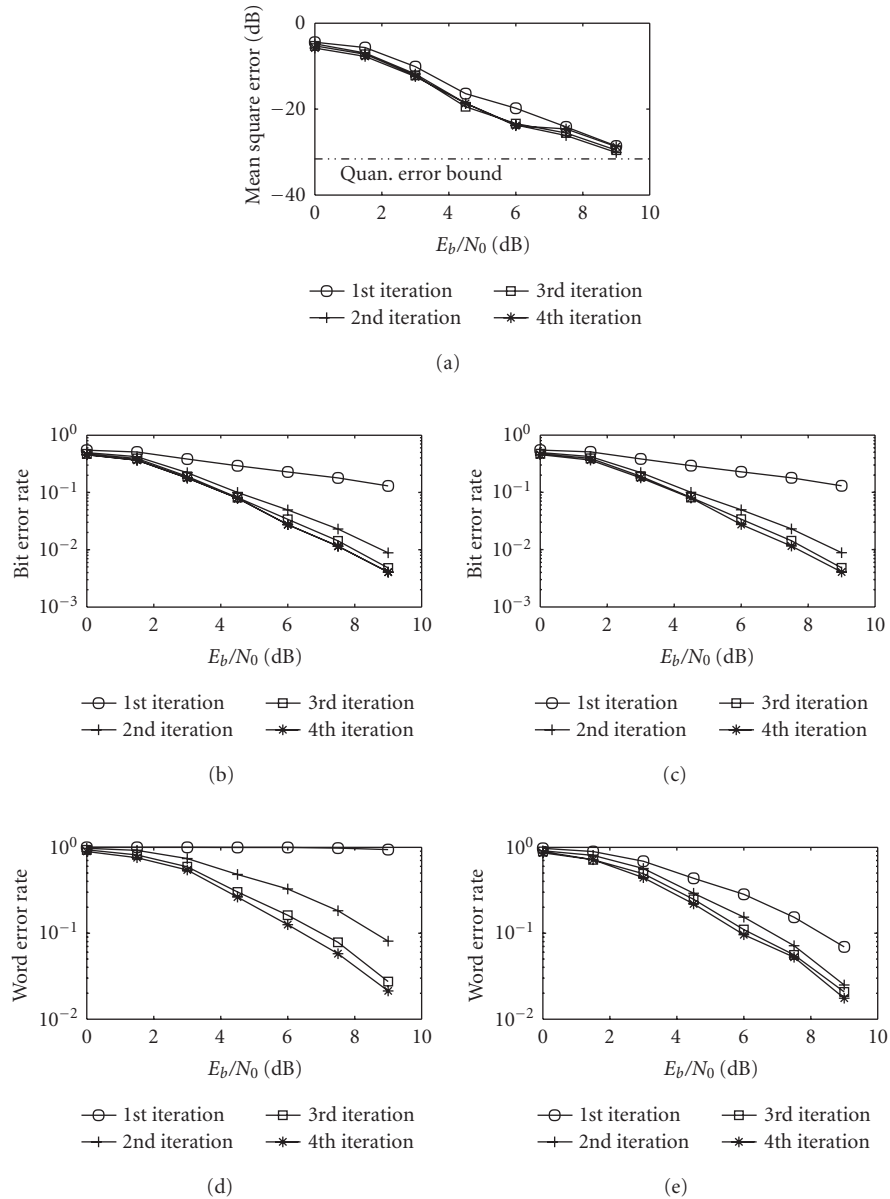 Mean square error (dB)
0
−20
−40
Quan. error bound
0 2 4 6 8 10
E_b/N_0 (dB)
1st iteration 3rd iteration
2nd iteration 4th iteration
(a)
Bit error rate
10^0
10^−1
10^−2
10^−3
0 2 4 6 8 10
E_b/N_0 (dB)
1st iteration 3rd iteration
2nd iteration 4th iteration
(b)
Bit error rate
10^0
10^−1
10^−2
10^−3
0 2 4 6 8 10
E_b/N_0 (dB)
1st iteration 3rd iteration
2nd iteration 4th iteration
(c)
Word error rate
10^0
10^−1
10^−2
0 2 4 6 8 10
E_b/N_0 (dB)
1st iteration 3rd iteration
2nd iteration 4th iteration
(d)
Word error rate
10^0
10^−1
10^−2
0 2 4 6 8 10
E_b/N_0 (dB)
1st iteration 3rd iteration
2nd iteration 4th iteration
(e)